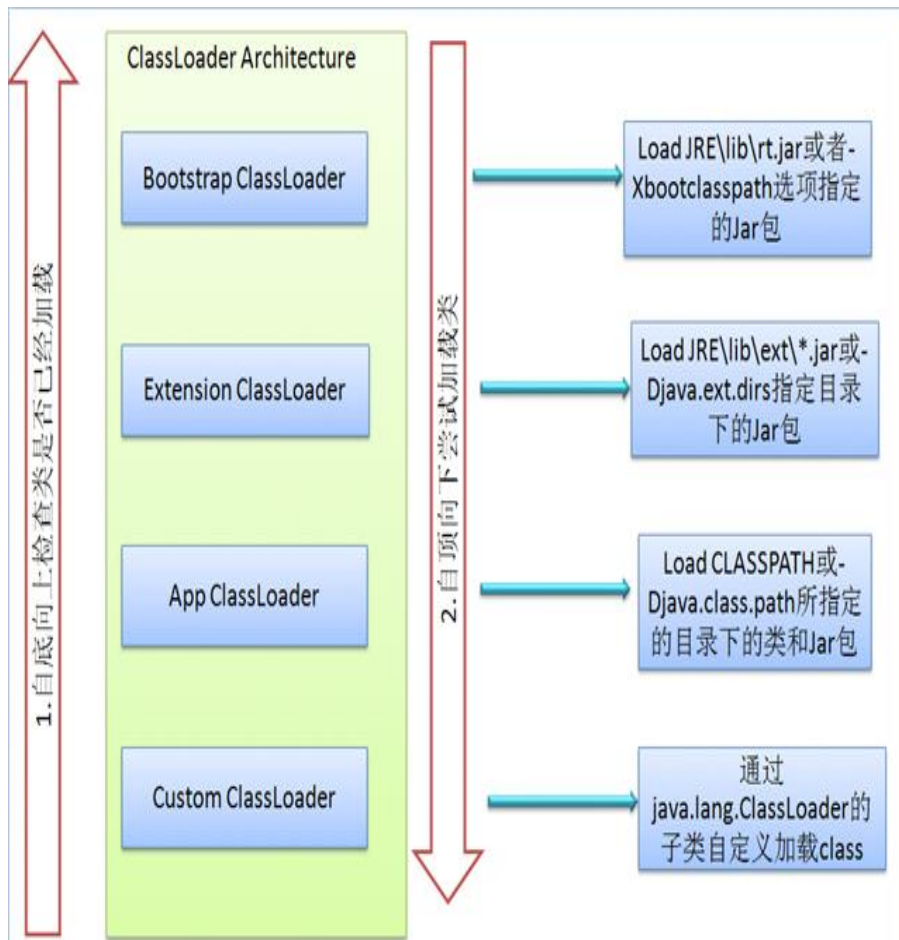 ClassLoader Architecture
1.自底向上检查类是否已经加载
2.自顶向下尝试加载类
Bootstrap ClassLoader
Load JRE\lib\rt.jar或者-
Xbootclasspath选项指定
的Jar包
Extension ClassLoader
Load JRE\lib\ext\*.jar或-
Djava.ext.dirs指定目录
下的Jar包
App ClassLoader
Load CLASSPATH或-
Djava.class.path所指定
的目录下的类和Jar包
Custom ClassLoader
通过
java.lang.ClassLoader的
子类自定义加载class